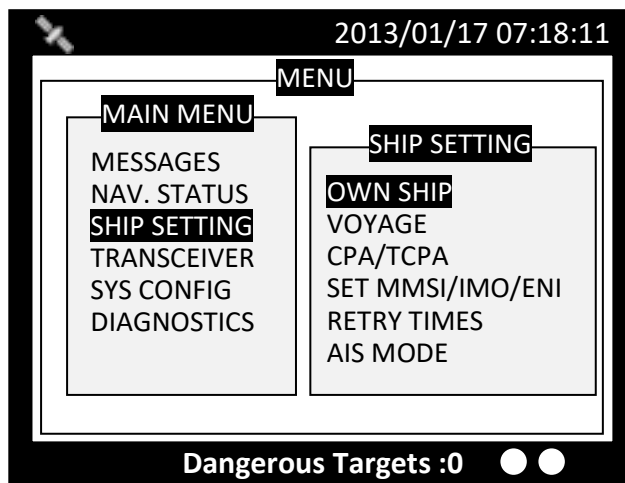 2013/01/17 07:18:11
MENU
MAIN MENU
MESSAGES
NAV. STATUS
SHIP SETTING
TRANSCEIVER
SYS CONFIG
DIAGNOSTICS
SHIP SETTING
OWN SHIP
VOYAGE
CPA/TCPA
SET MMSI/IMO/ENI
RETRY TIMES
AIS MODE
Dangerous Targets :0